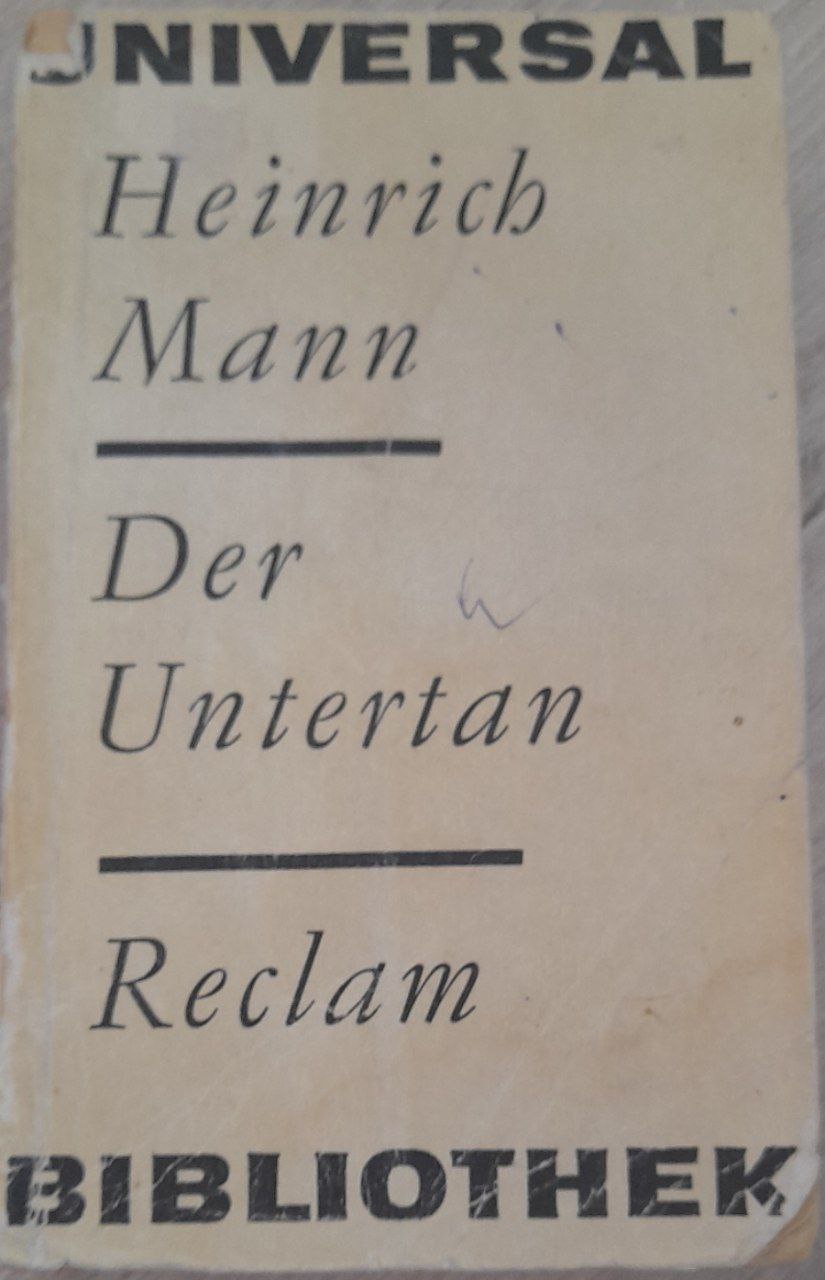 UNIVERSAL
Heinrich
Mann
Der
Untertan
Reclam
BIBLIOTHEK